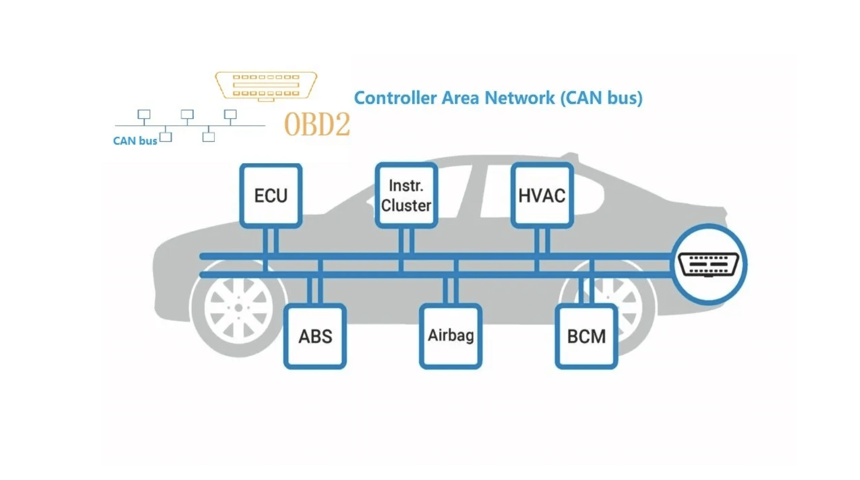 Controller Area Network (CAN bus)
OBD2
CAN bus
ECU
Instr.
Cluster
HVAC
ABS
Airbag
BCM